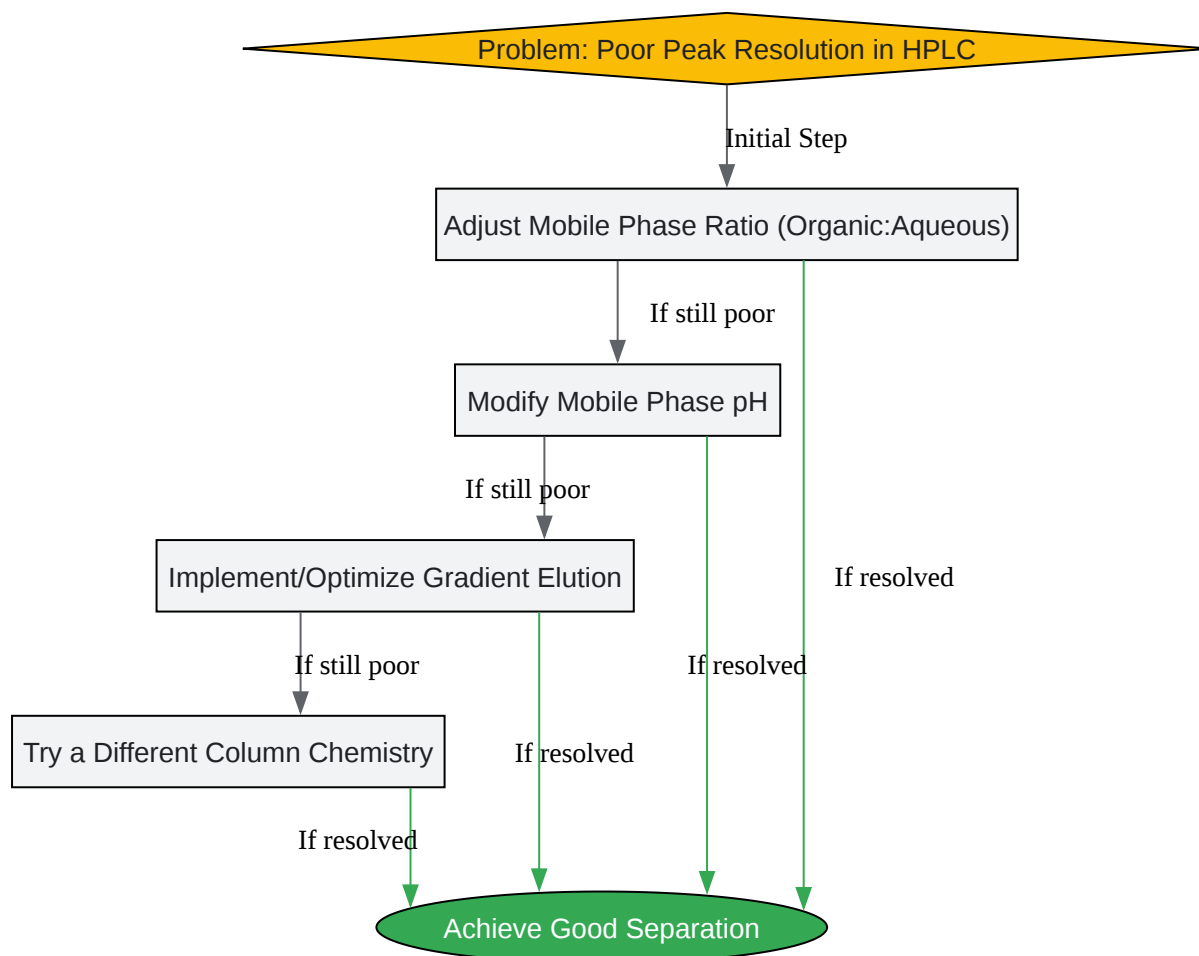 Problem: Poor Peak Resolution in HPLC
Initial Step
Adjust Mobile Phase Ratio (Organic:Aqueous)
If still poor
Modify Mobile Phase pH
If still poor
Implement/Optimize Gradient Elution
If resolved
If still poor
If resolved
Try a Different Column Chemistry
If resolved
If resolved
Achieve Good Separation